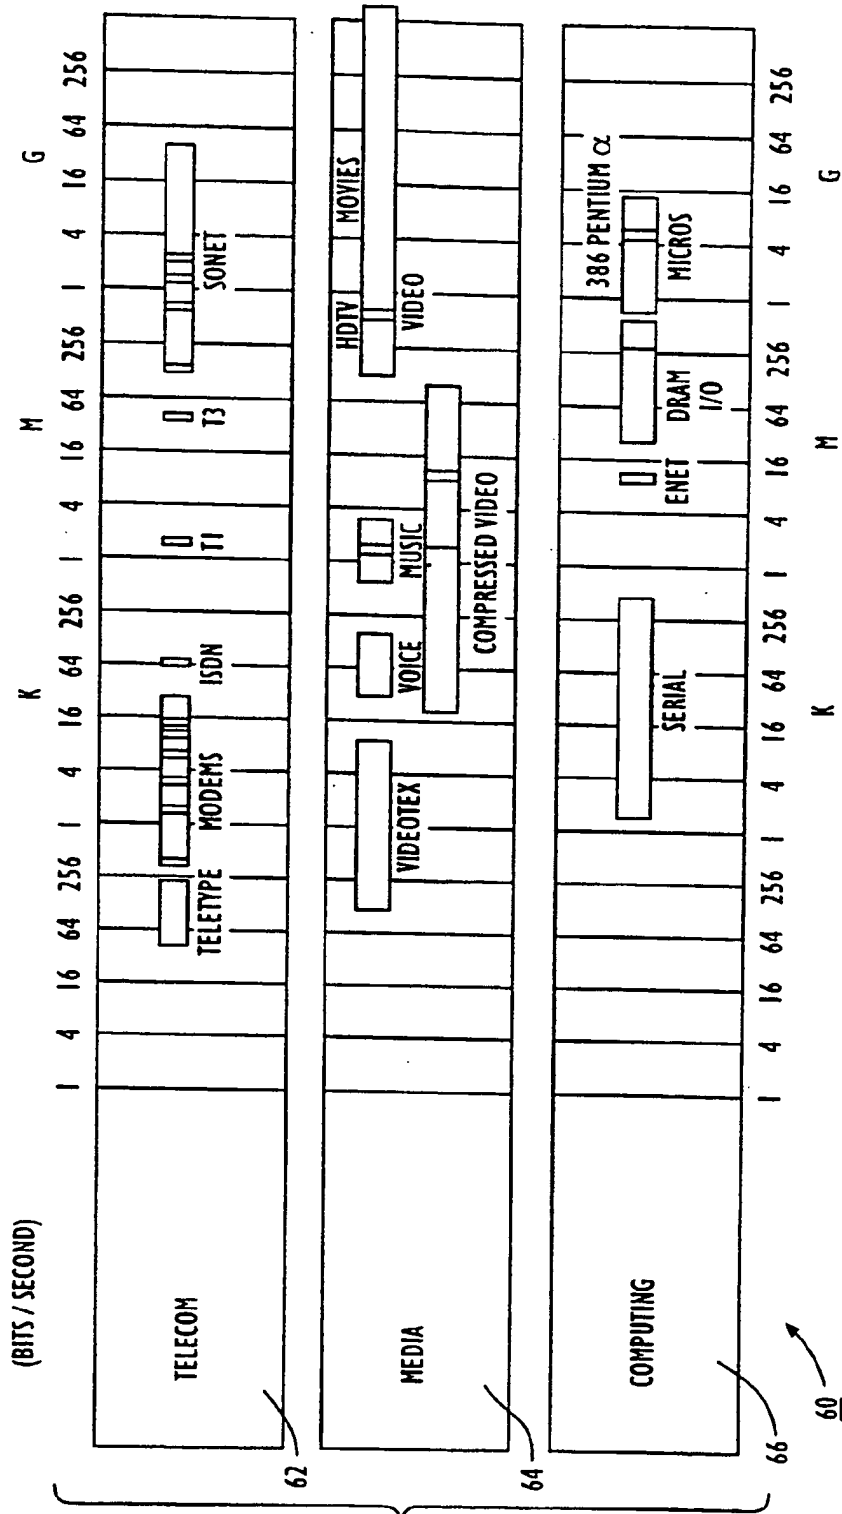 (BITS / SECOND)
K M G
1 4 16 64 256 1 4 16 64 256 1 4 16 64 256 1 4 16 64 256
TELECOM
TELETYPE MODEMS ISDN T1 T3 SONET
62
MEDIA
HDTV MOVIES
VIDEOTEX VOICE MUSIC VIDEO
COMPRESSED VIDEO
64
COMPUTING
386 PENTIUM α
SERIAL ENET DRAM I/O MICROS
66
1 4 16 64 256 1 4 16 64 256 1 4 16 64 256 1 4 16 64 256
K M G
60